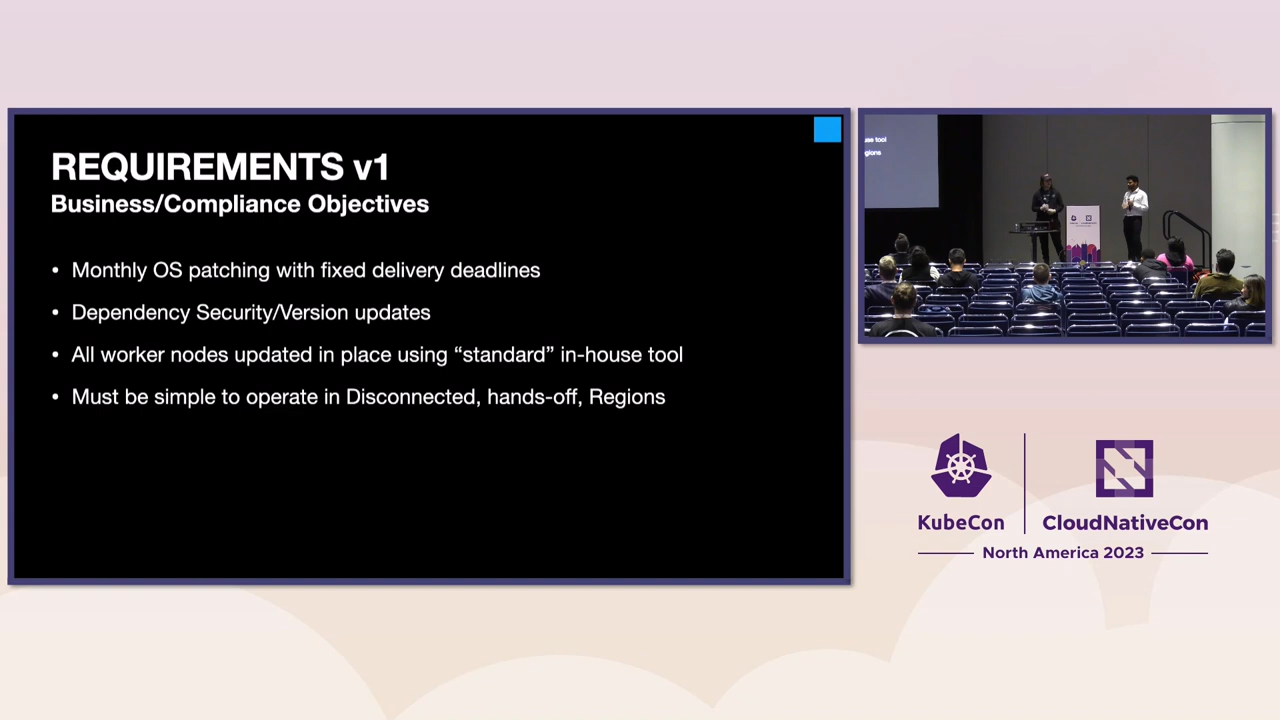 REQUIREMENTS v1
Business/Compliance Objectives
• Monthly OS patching with fixed delivery deadlines
• Dependency Security/Version updates
• All worker nodes updated in place using “standard” in-house tool
• Must be simple to operate in Disconnected, hands-off, Regions
tool
gions
KubeCon
CloudNativeCon
North America 2023